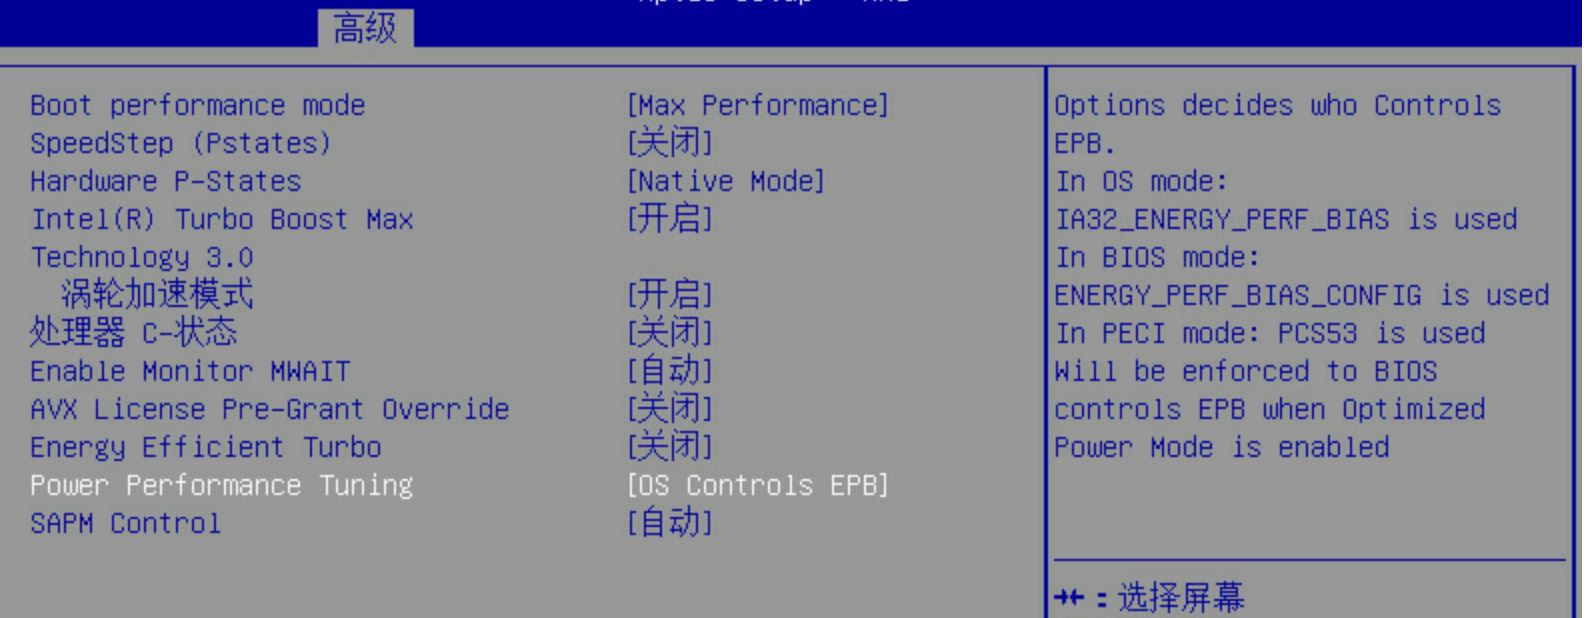 高级
Boot performance mode [Max Performance]
SpeedStep (Pstates) [关闭]
Hardware P-States [Native Mode]
Intel(R) Turbo Boost Max [开启]
Technology 3.0
涡轮加速模式 [开启]
处理器 C-状态 [关闭]
Enable Monitor MWAIT [自动]
AVX License Pre-Grant Override [关闭]
Energy Efficient Turbo [关闭]
Power Performance Tuning [OS Controls EPB]
SAPM Control [自动]
Options decides who Controls
EPB.
In OS mode:
IA32_ENERGY_PERF_BIAS is used
In BIOS mode:
ENERGY_PERF_BIAS_CONFIG is used
In PECI mode: PCS53 is used
Will be enforced to BIOS
controls EPB when Optimized
Power Mode is enabled
→←：选择屏幕